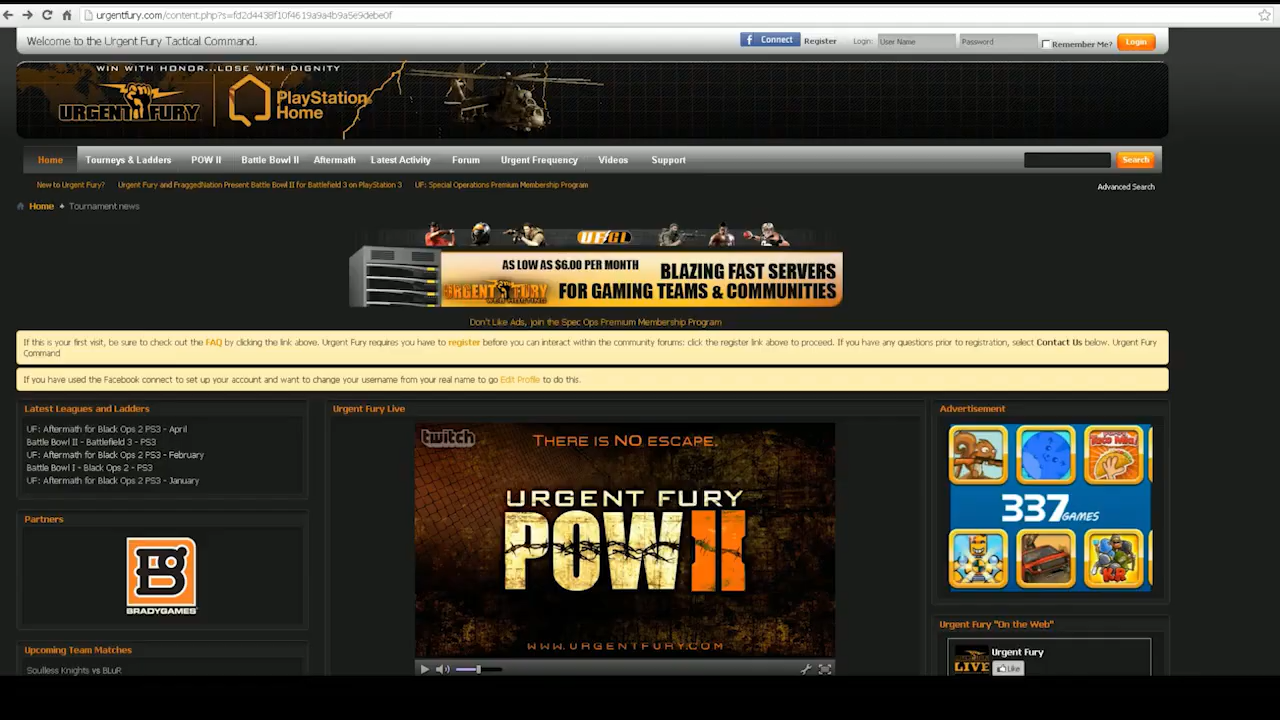 urgentfury.com/content.php?s=fd2d4438f10f4619a9a4b9a5e9debe0f
Welcome to the Urgent Fury Tactical Command.
f Connect Register Login: User Name Password Remember Me? Login
WIN WITH HONOR...LOSE WITH DIGNITY
URGENT FURY
PlayStation
Home
Home Tourneys & Ladders POW II Battle Bowl II Aftermath Latest Activity Forum Urgent Frequency Videos Support Search
New to Urgent Fury? Urgent Fury and FraggedNation Present Battle Bowl II for Battlefield 3 on PlayStation 3 UF: Special Operations Premium Membership Program Advanced Search
Home Tournament news
UFGL
AS LOW AS $6.00 PER MONTH
URGENT FURY
WEB HOSTING
BLAZING FAST SERVERS
FOR GAMING TEAMS & COMMUNITIES
Don't Like Ads, join the Spec Ops Premium Membership Program
If this is your first visit, be sure to check out the FAQ by clicking the link above. Urgent Fury requires you have to register before you can interact within the community forums: click the register link above to proceed. If you have any questions prior to registration, select Contact Us below. Urgent Fury
Command
If you have used the Facebook connect to set up your account and want to change your username from your real name to go Edit Profile to do this.
Latest Leagues and Ladders
UF: Aftermath for Black Ops 2 PS3 - April
Battle Bowl II - Battlefield 3 - PS3
UF: Aftermath for Black Ops 2 PS3 - February
Battle Bowl I - Black Ops 2 - PS3
UF: Aftermath for Black Ops 2 PS3 - January
Partners
BG
BRADYGAMES
Upcoming Team Matches
Soulless Knights vs BLuR
Urgent Fury Live
twitch
THERE IS NO ESCAPE.
URGENT FURY
POW II
WWW.URGENTFURY.COM
Advertisement
Taco Mia!
337 GAMES
KR
Urgent Fury "On the Web"
LIVE
Urgent Fury
Like